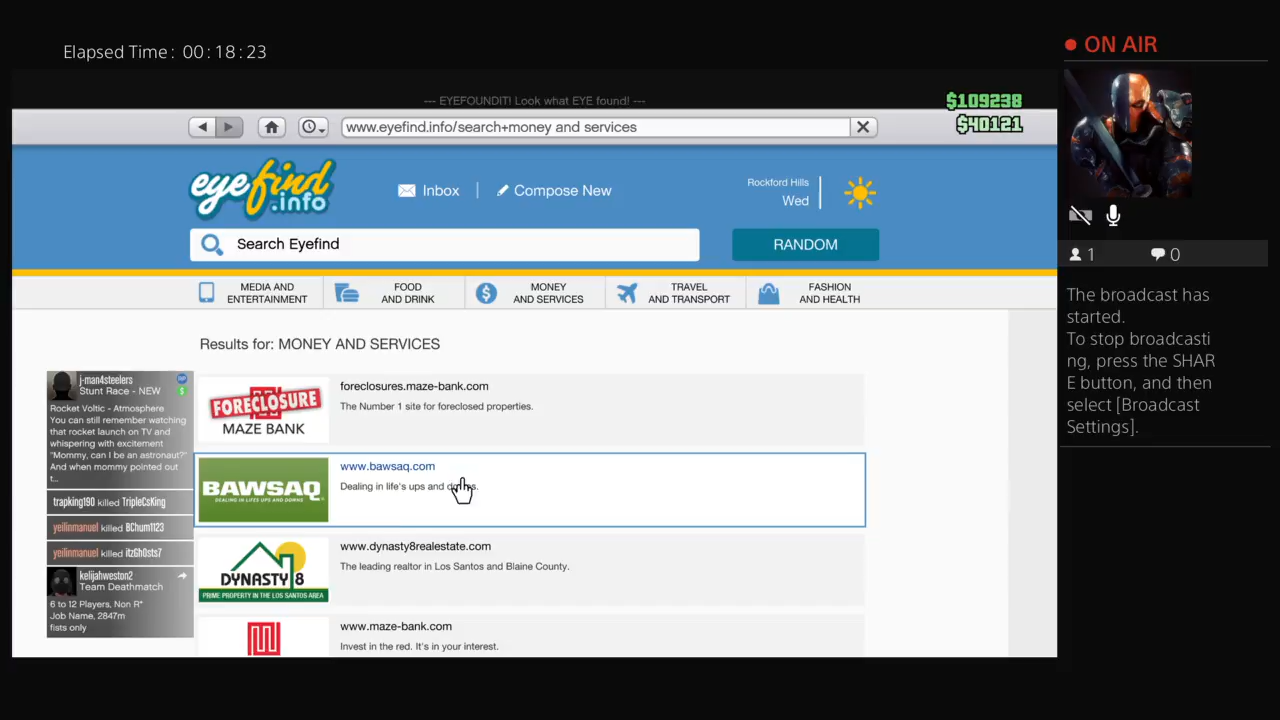 Elapsed Time: 00:18:23
ON AIR
--- EYEFOUNDIT! Look what EYE found! ---
$109238
$40121
www.eyefind.info/search+money and services
eyefind
.info
Inbox
Compose New
Rockford Hills
Wed
Search Eyefind
RANDOM
MEDIA AND
ENTERTAINMENT
FOOD
AND DRINK
MONEY
AND SERVICES
TRAVEL
AND TRANSPORT
FASHION
AND HEALTH
Results for: MONEY AND SERVICES
FORECLOSURE
MAZE BANK
foreclosures.maze-bank.com
The Number 1 site for foreclosed properties.
BAWSAQ
DEALING IN LIFE'S UPS AND DOWNS
www.bawsaq.com
Dealing in life's ups and downs.
DYNASTY 8
PRIME PROPERTY IN THE LOS SANTOS AREA
www.dynasty8realestate.com
The leading realtor in Los Santos and Blaine County.
www.maze-bank.com
Invest in the red. It's in your interest.
j-man4steelers
Stunt Race - NEW
Rocket Voltic - Atmosphere
You can still remember watching
that rocket launch on TV and
whispering with excitement
"Mommy, can I be an astronaut?"
And when mommy pointed out
t...
trapking190 killed TripleCsKing
yeilinmanuel killed BChum1123
yeilinmanuel killed itzGh0sts7
kelijahweston2
Team Deathmatch
6 to 12 Players, Non R*
Job Name, 2847m
fists only
1
0
The broadcast has
started.
To stop broadcasti
ng, press the SHAR
E button, and then
select [Broadcast
Settings].